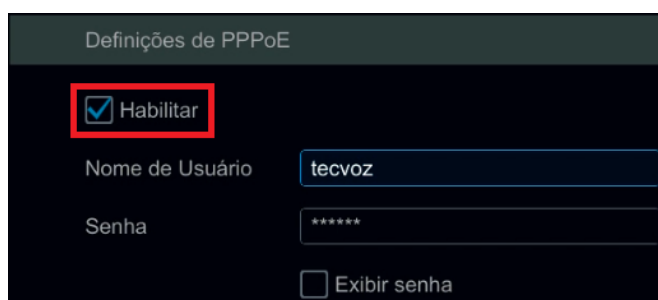 Definições de PPPoE
Habilitar
Nome de Usuário tecvoz
Senha ******
Exibir senha